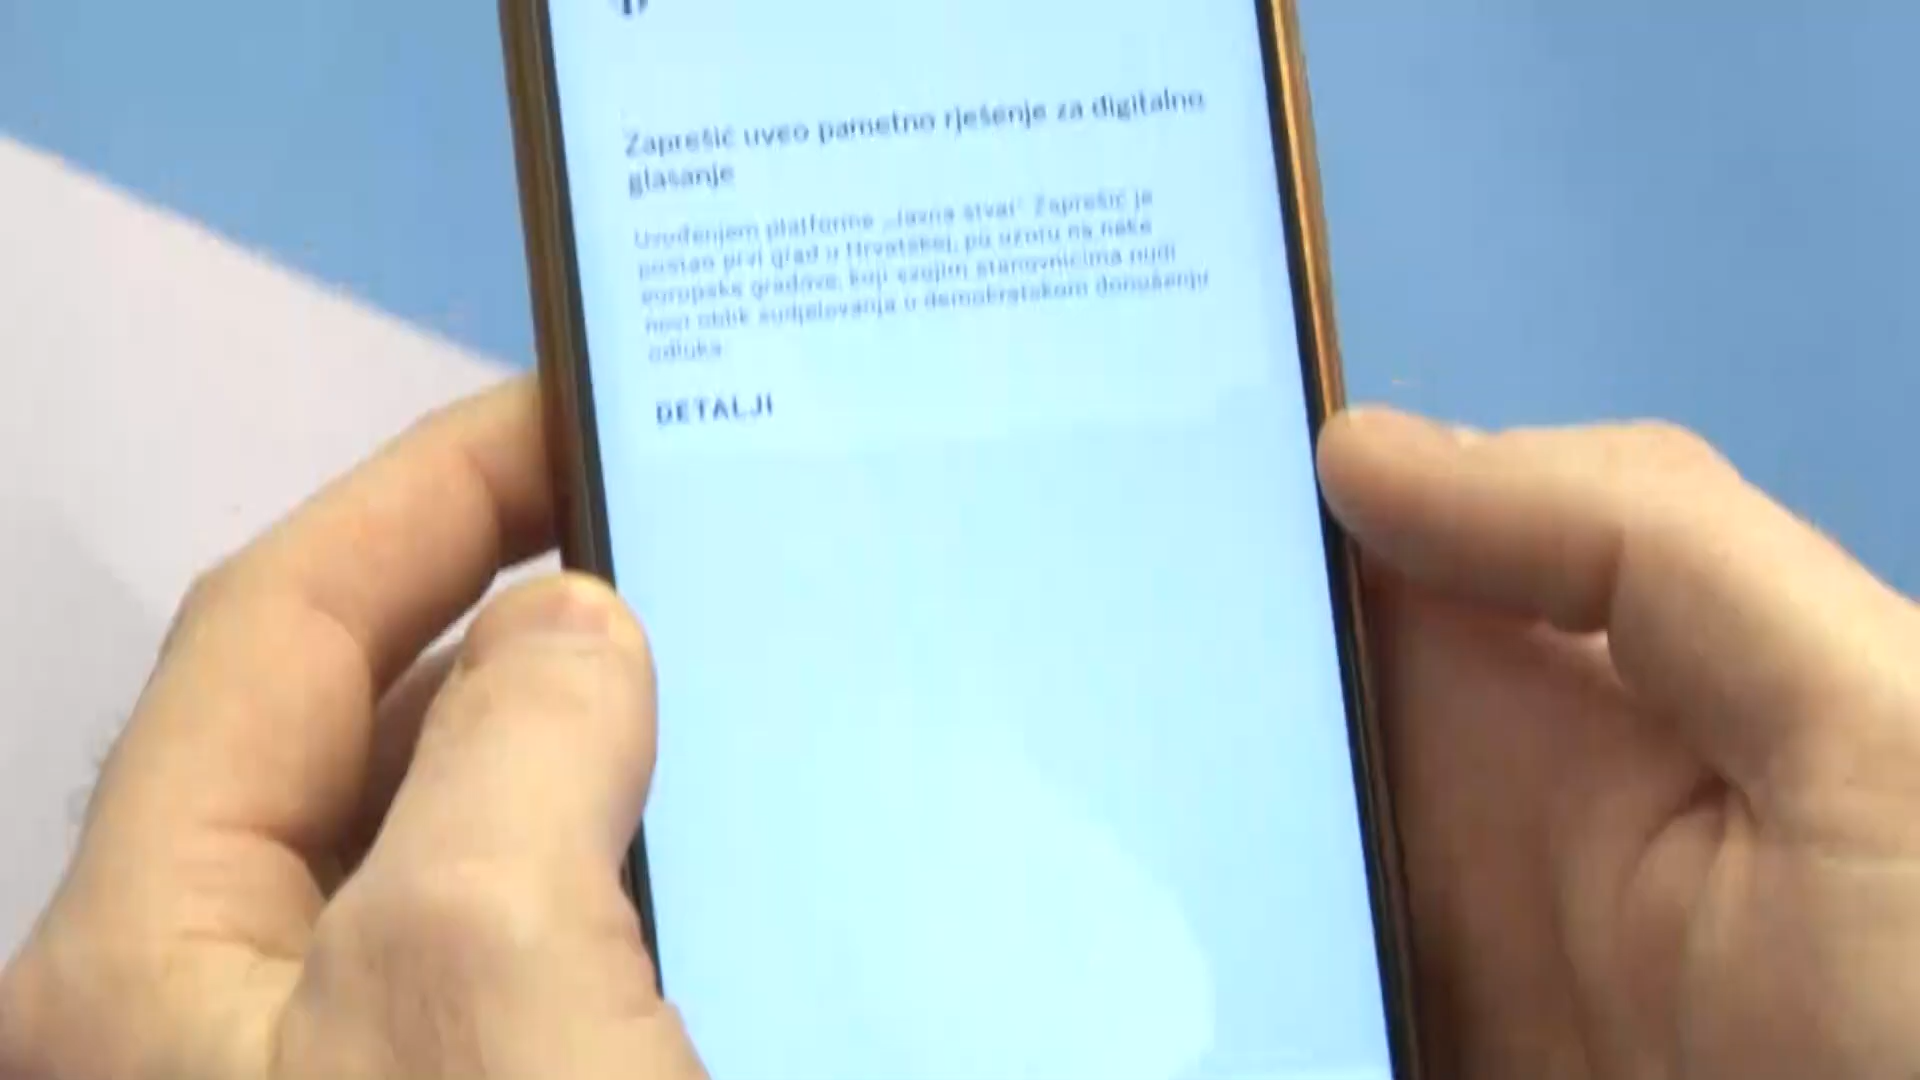 Zaprešić uveo pametno rješenje za digitalno
glasanje
Uvođenjem platforme „Javna stvar“ Zaprešić je
postao prvi grad u Hrvatskoj, po uzoru na neke
europske gradove, koji svojim stanovnicima nudi
novi oblik sudjelovanja u demokratskom donošenju
odluka.
DETALJI